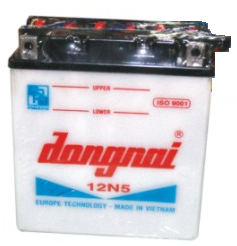 UPPER
LOWER
ISO 9001
dongnai®
12N5
EUROPE TECHNOLOGY - MADE IN VIETNAM